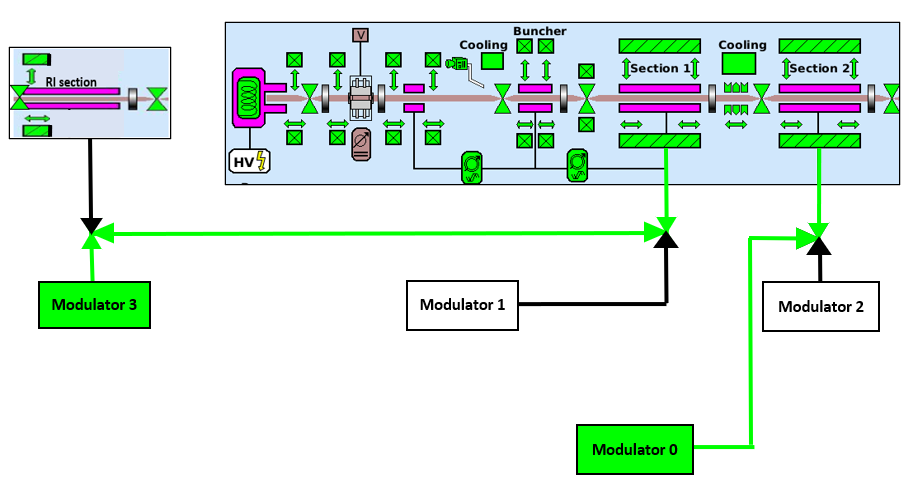 V
Buncher
Cooling
Cooling
RI section
Section 1
Section 2
HV
Modulator 3
Modulator 1
Modulator 2
Modulator 0